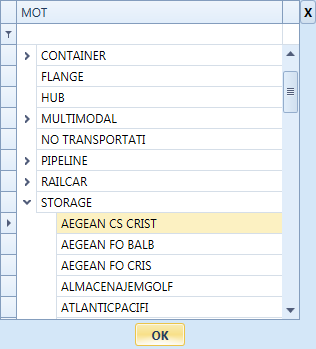 MOT
X
CONTAINER
FLANGE
HUB
MULTIMODAL
NO TRANSPORTATI
PIPELINE
RAILCAR
STORAGE
AEGEAN CS CRIST
AEGEAN FO BALB
AEGEAN FO CRIS
ALMACENAJEMGOLF
ATLANTICPACIFI
OK